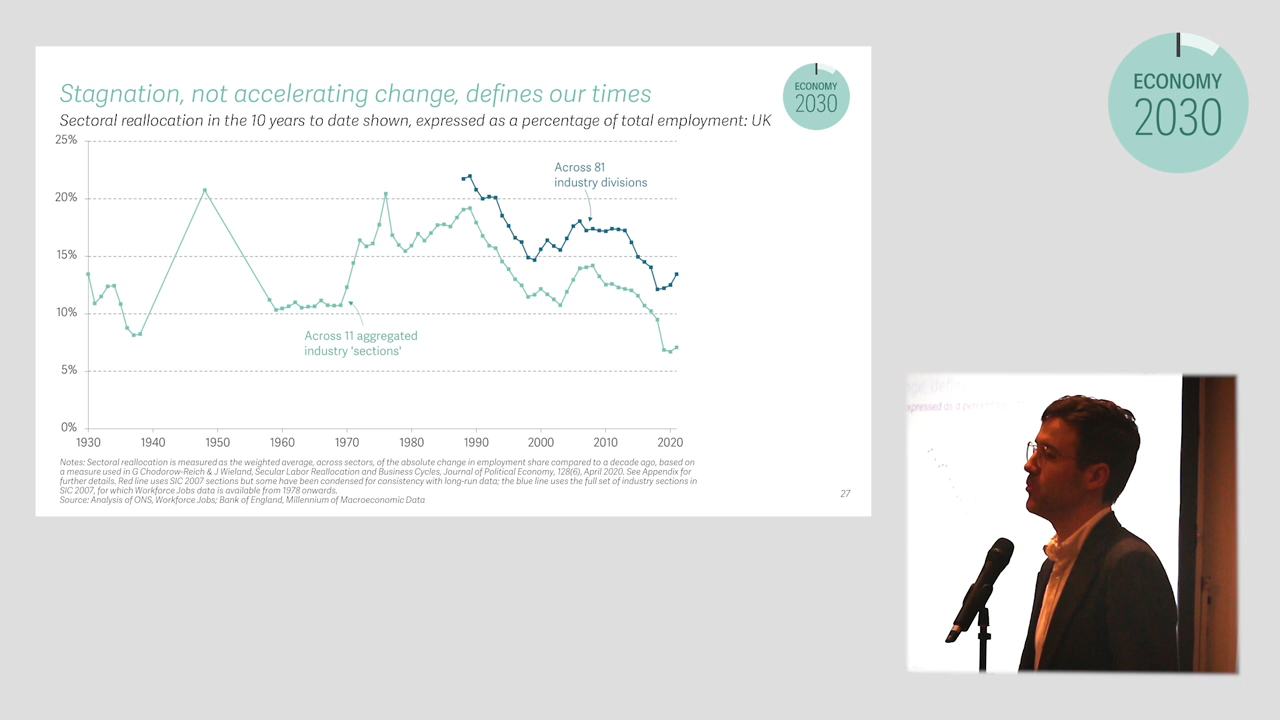 Stagnation, not accelerating change, defines our times
Sectoral reallocation in the 10 years to date shown, expressed as a percentage of total employment: UK
ECONOMY
2030
ECONOMY
2030
25%
20%
15%
10%
5%
0%
Across 81
industry divisions
Across 11 aggregated
industry 'sections'
1930 1940 1950 1960 1970 1980 1990 2000 2010 2020
Notes: Sectoral reallocation is measured as the weighted average, across sectors, of the absolute change in employment share compared to a decade ago, based on
a measure used in G Chodorow-Reich & J Wieland, Secular Labor Reallocation and Business Cycles, Journal of Political Economy, 128(6), April 2020. See Appendix for
further details. Red line uses SIC 2007 sections but some have been condensed for consistency with long-run data; the blue line uses the full set of industry sections in
SIC 2007, for which Workforce Jobs data is available from 1978 onwards.
Source: Analysis of ONS, Workforce Jobs; Bank of England, Millennium of Macroeconomic Data
27
expressed as a